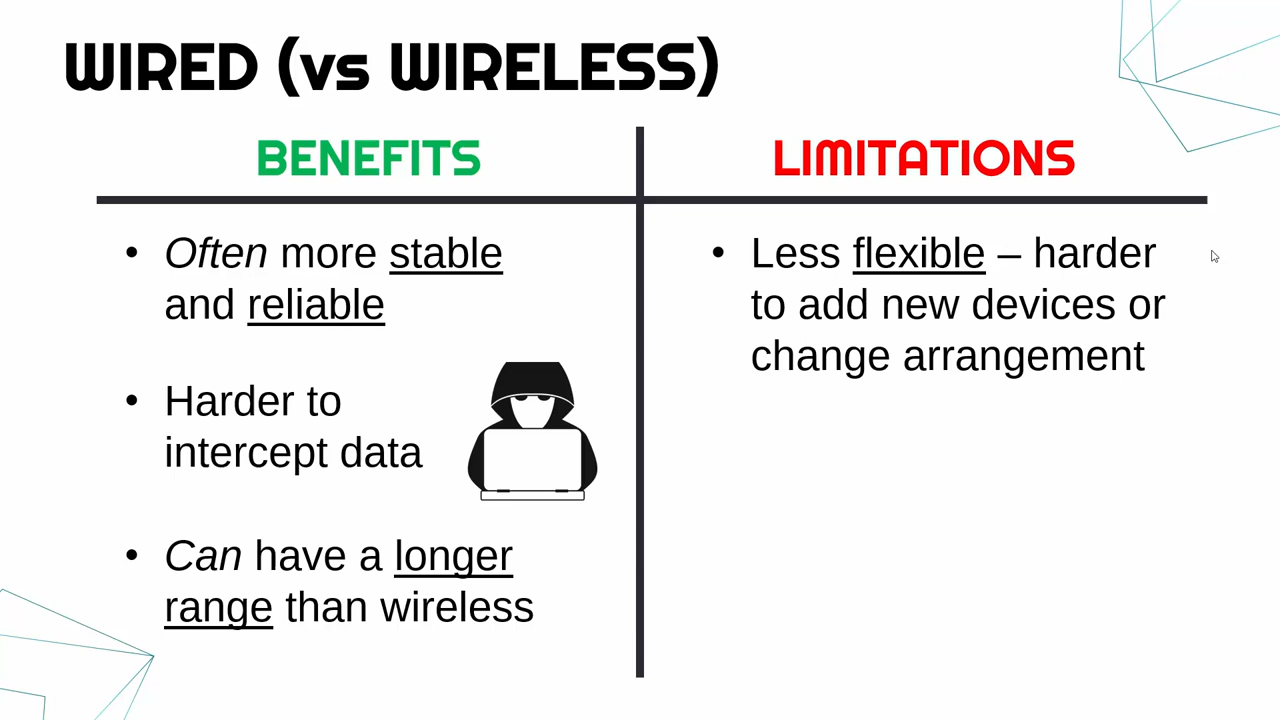 WIRED (vs WIRELESS)
BENEFITS
• Often more stable
and reliable
• Harder to
intercept data
• Can have a longer
range than wireless
LIMITATIONS
• Less flexible – harder
to add new devices or
change arrangement